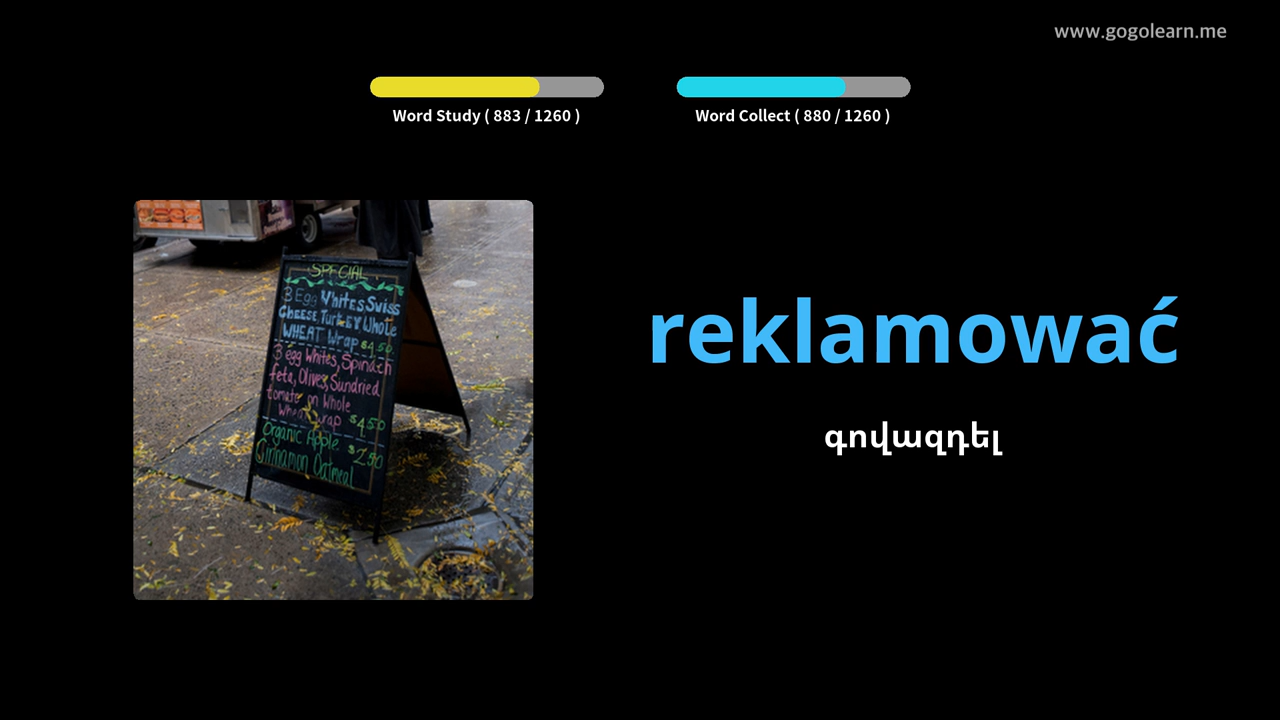 www.gogolearn.me
Word Study ( 883 / 1260 )
Word Collect ( 880 / 1260 )
SPECIAL
3 Egg Whites, Swiss
Cheese, Turkey Whole
WHEAT Wrap $4.50
3 egg Whites, Spinach
feta, Olives, Sundried
tomato on Whole
Wheat Wrap $4.50
Organic Apple
Cinnamon Oatmeal $2.50
reklamować
գովազդել